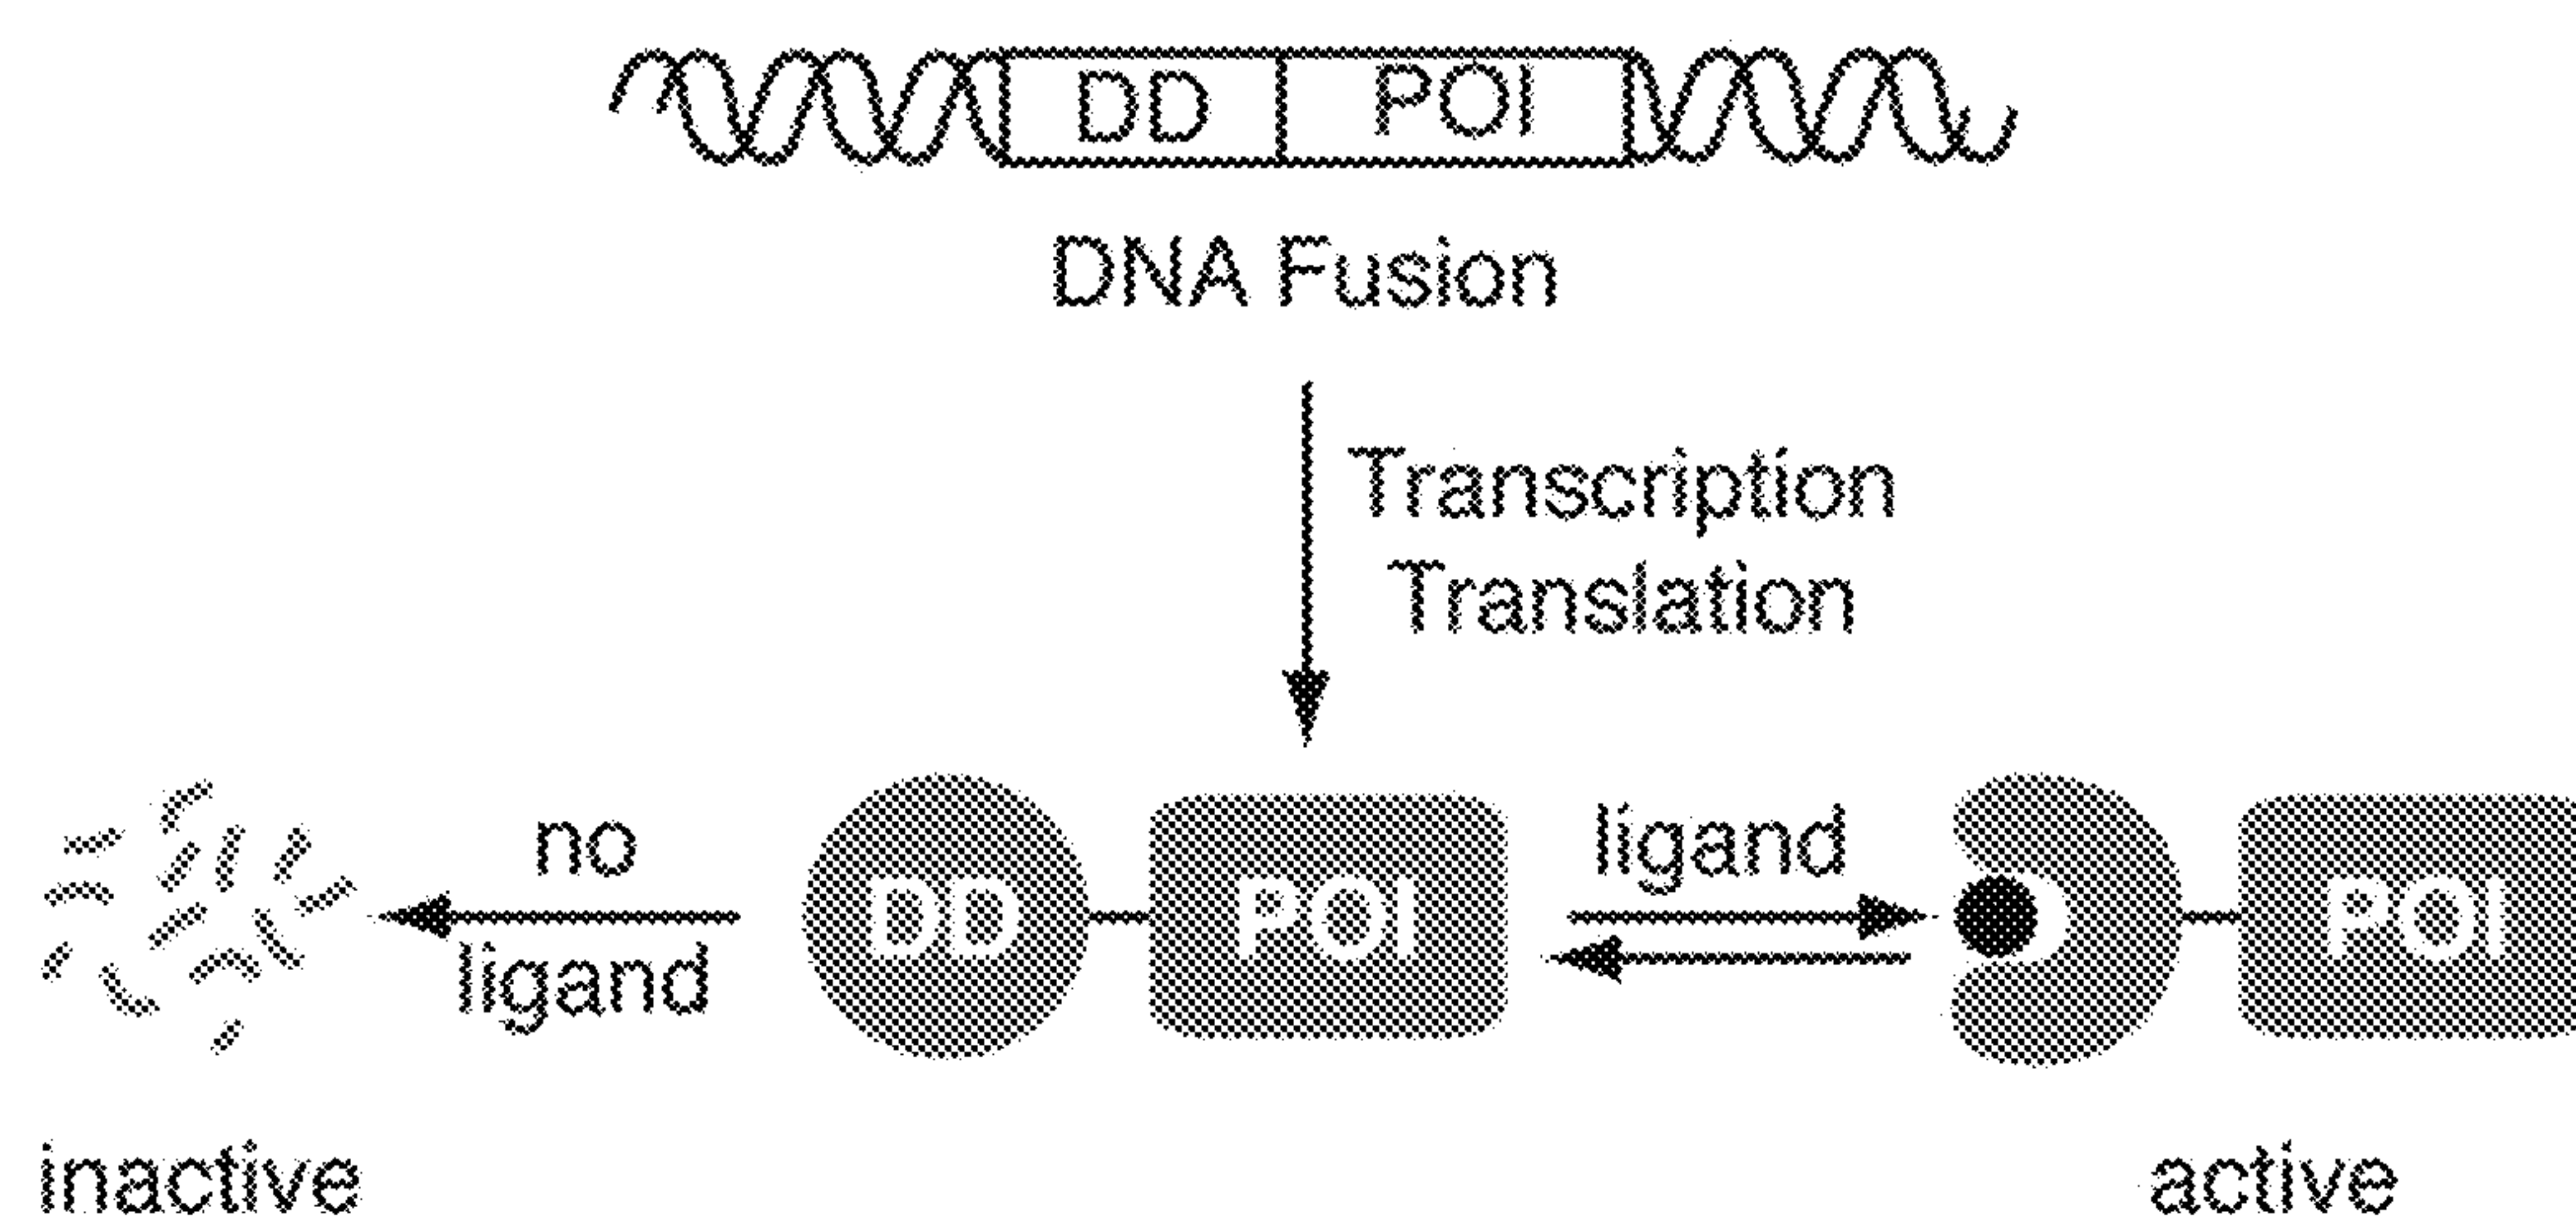 DD POI
DNA Fusion
Transcription
Translation
no
ligand
DD POI
ligand
POI
inactive
active